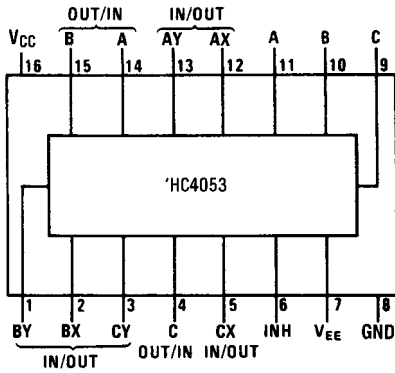 OUT/IN IN/OUT
VCC B A AY AX A B C
16 15 14 13 12 11 10 9
'HC4053
1 2 3 4 5 6 7 8
BY BX CY C CX INH VEE GND
IN/OUT OUT/IN IN/OUT